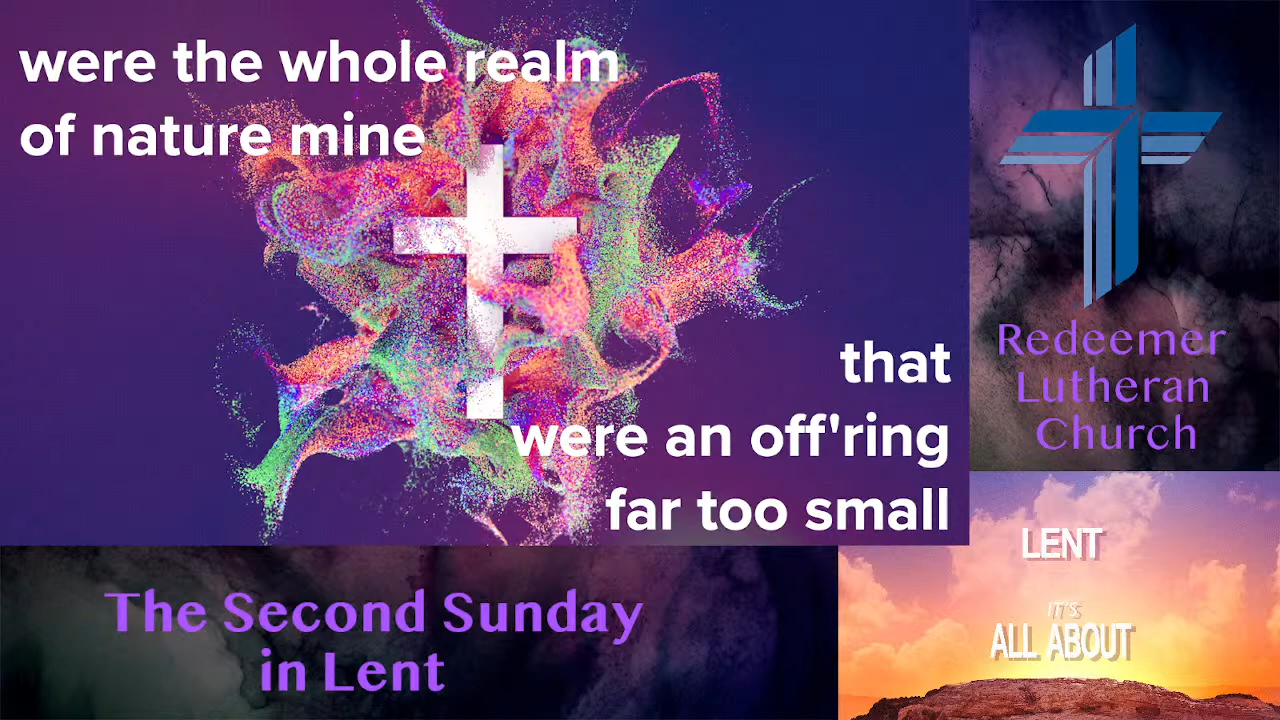 were the whole realm
of nature mine
that
were an off'ring
far too small
Redeemer
Lutheran
Church
LENT
IT'S
ALL ABOUT
The Second Sunday
in Lent